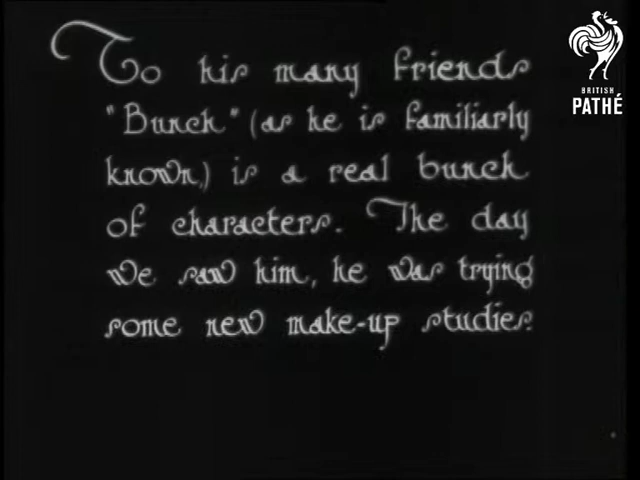 To his many friends
"Bunch" (as he is familiarly
known,) is a real bunch
of characters. The day
we saw him, he was trying
some new make-up studies.
BRITISH
PATHÉ